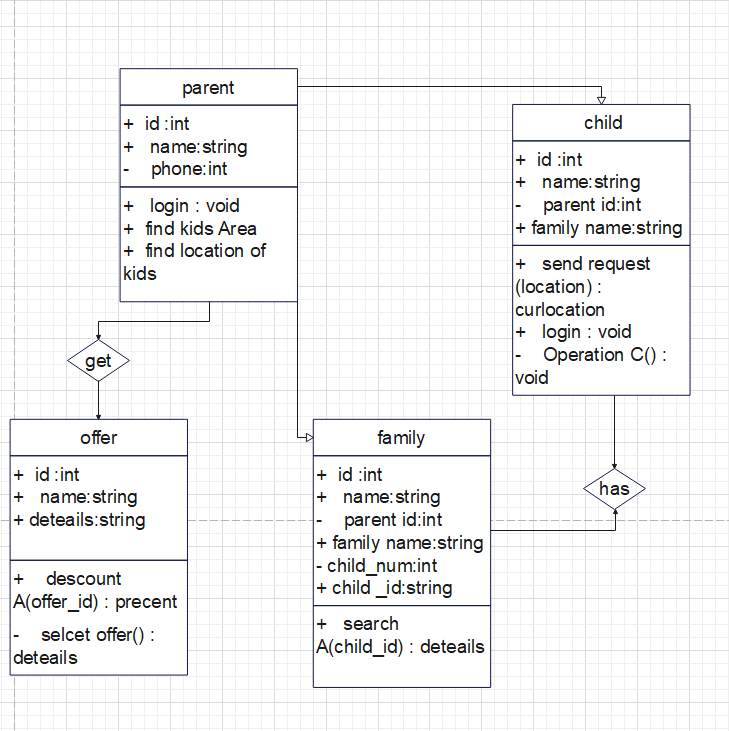 parent
+ id :int
+ name:string
- phone:int
+ login : void
+ find kids Area
+ find location of
kids
child
+ id :int
+ name:string
- parent id:int
+ family name:string
+ send request
(location) :
curlocation
+ login : void
- Operation C() :
void
get
offer
+ id :int
+ name:string
+ deteails:string
+ descount
A(offer_id) : precent
- selcet offer() :
deteails
family
+ id :int
+ name:string
- parent id:int
+ family name:string
- child_num:int
+ child _id:string
+ search
A(child_id) : deteails
has